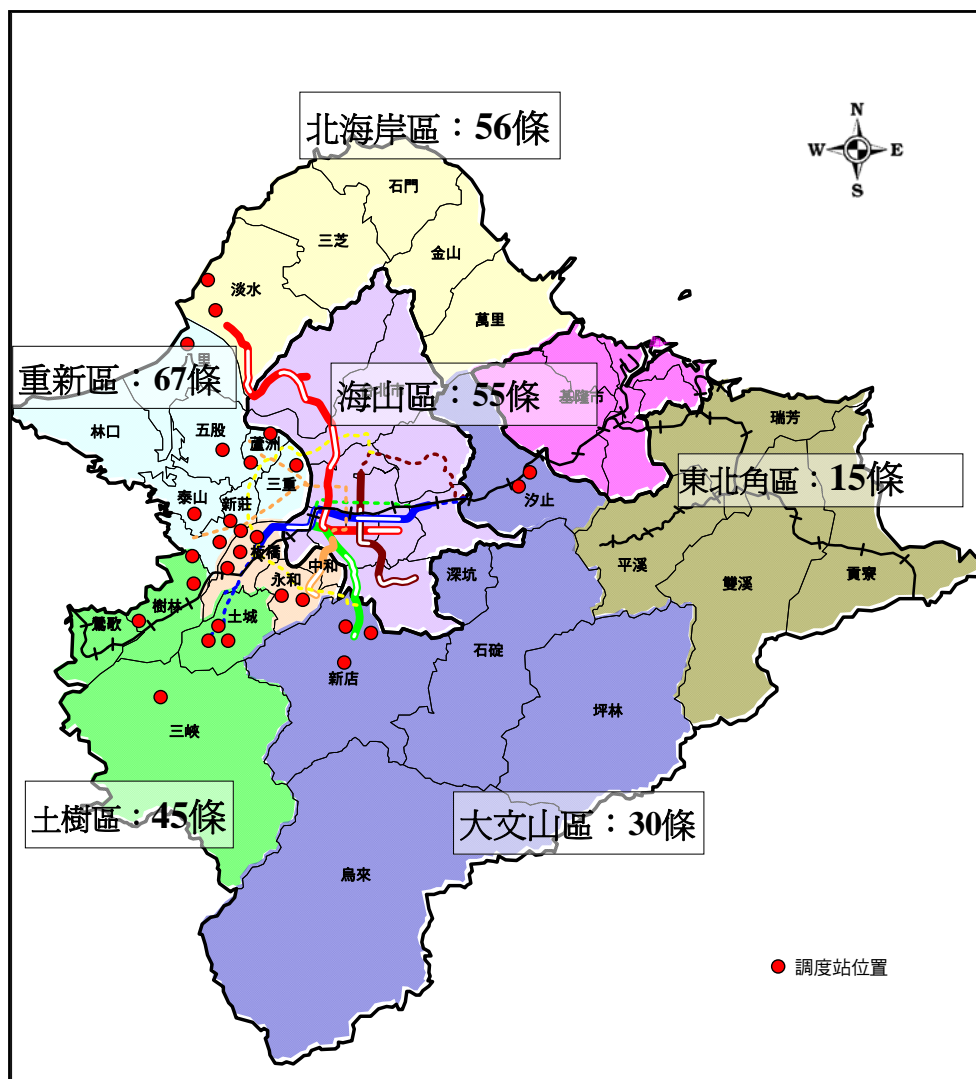 北海岸區：56條
N
W
E
S
石門
三芝
金山
淡水
萬里
八里
重新區：67條
海山區：55條
台北市
基隆市
林口
五股
蘆洲
瑞芳
三重
東北角區：15條
泰山
新莊
汐止
板橋
中和
平溪
深坑
永和
雙溪
貢寮
樹林
鶯歌
土城
石碇
新店
坪林
三峽
土樹區：45條
大文山區：30條
烏來
調度站位置